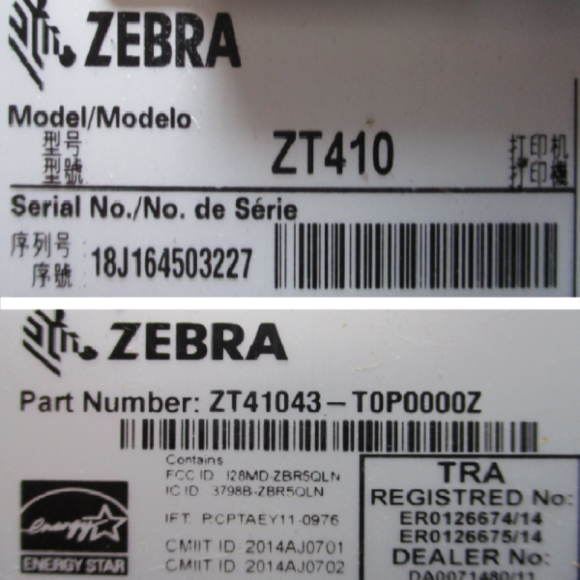 ZEBRA
Model/Modelo
型号
型號
ZT410
打印机
打印機
Serial No./No. de Série
序列号
序號
18J164503227
ZEBRA
Part Number: ZT41043-T0P0000Z
Contains
FCC ID I28MD-ZBR5QLN
IC ID 3798B-ZBR5QLN
IFT: RCPTAEY11-0976
CMIIT ID 2014AJ0701
CMIIT ID 2014AJ0702
energy
ENERGY STAR
TRA
REGISTERED No:
ER0126674/14
ER0126675/14
DEALER No: